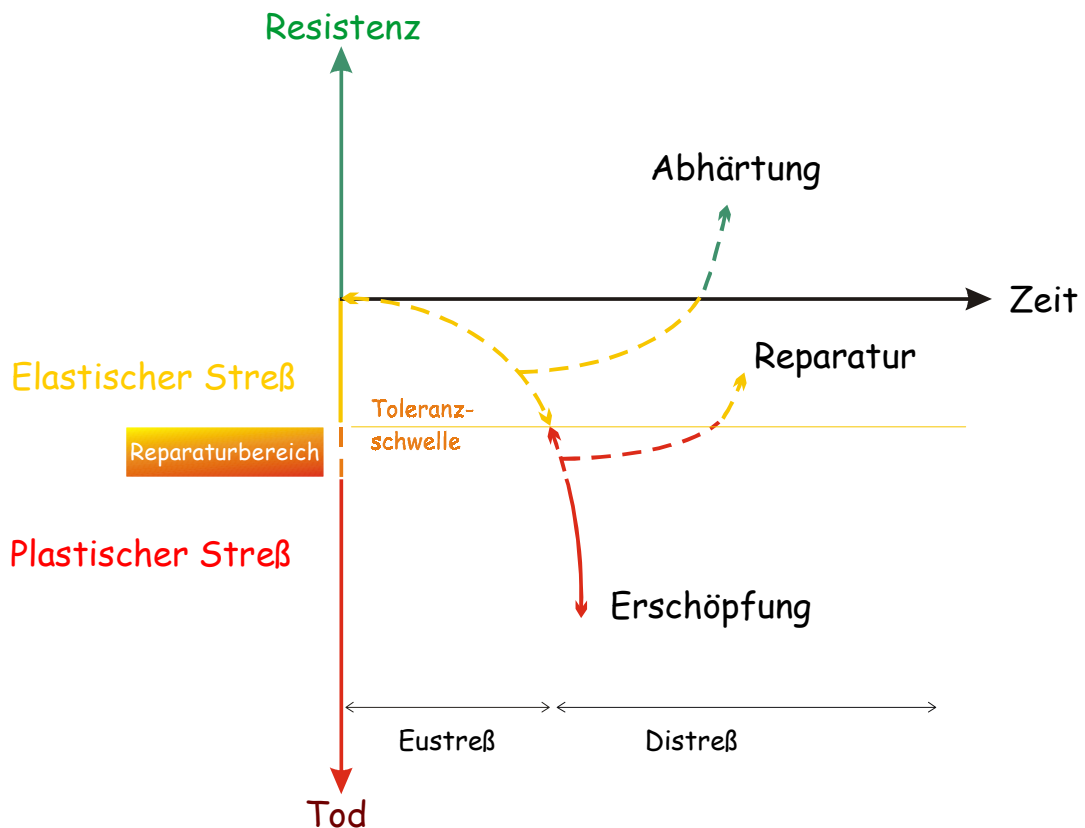 Resistenz
Abhärtung
Zeit
Reparatur
Elastischer Streß
Toleranz-
schwelle
Reparaturbereich
Plastischer Streß
Erschöpfung
Eustreß
Distreß
Tod